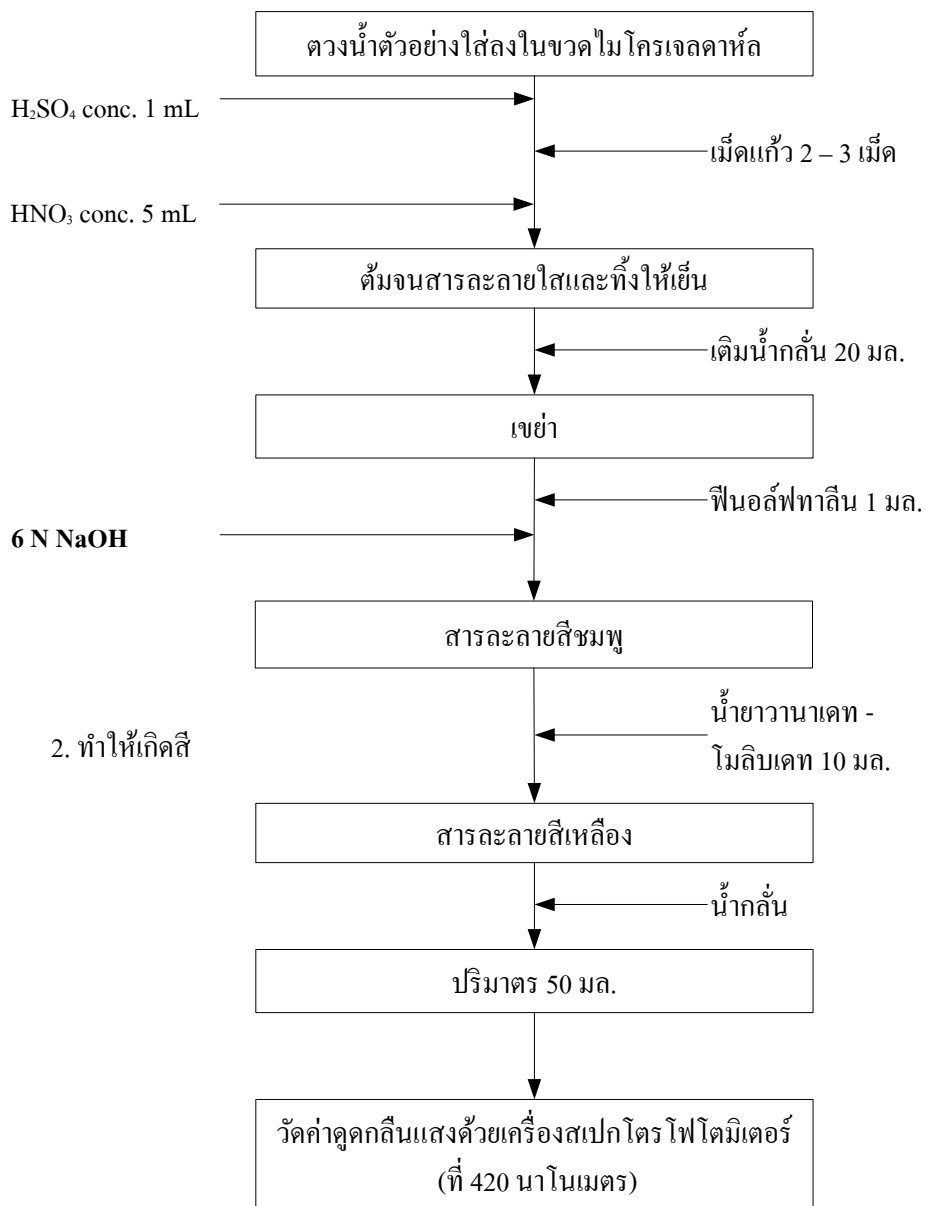 ตวงน้ำตัวอย่างใส่ลงในขวดไมโครเจลดาห์ล
H₂SO₄ conc. 1 mL
เม็ดแก้ว 2 – 3 เม็ด
HNO₃ conc. 5 mL
ต้มจนสารละลายใสและทิ้งให้เย็น
เติมน้ำกลั่น 20 มล.
เขย่า
ฟีนอล์ฟทาลีน 1 มล.
6 N NaOH
สารละลายสีชมพู
น้ำยาวานาเดท -
โมลิบเดท 10 มล.
2. ทำให้เกิดสี
สารละลายสีเหลือง
น้ำกลั่น
ปริมาตร 50 มล.
วัดค่าดูดกลืนแสงด้วยเครื่องสเปกโตรโฟโตมิเตอร์
(ที่ 420 นาโนเมตร)